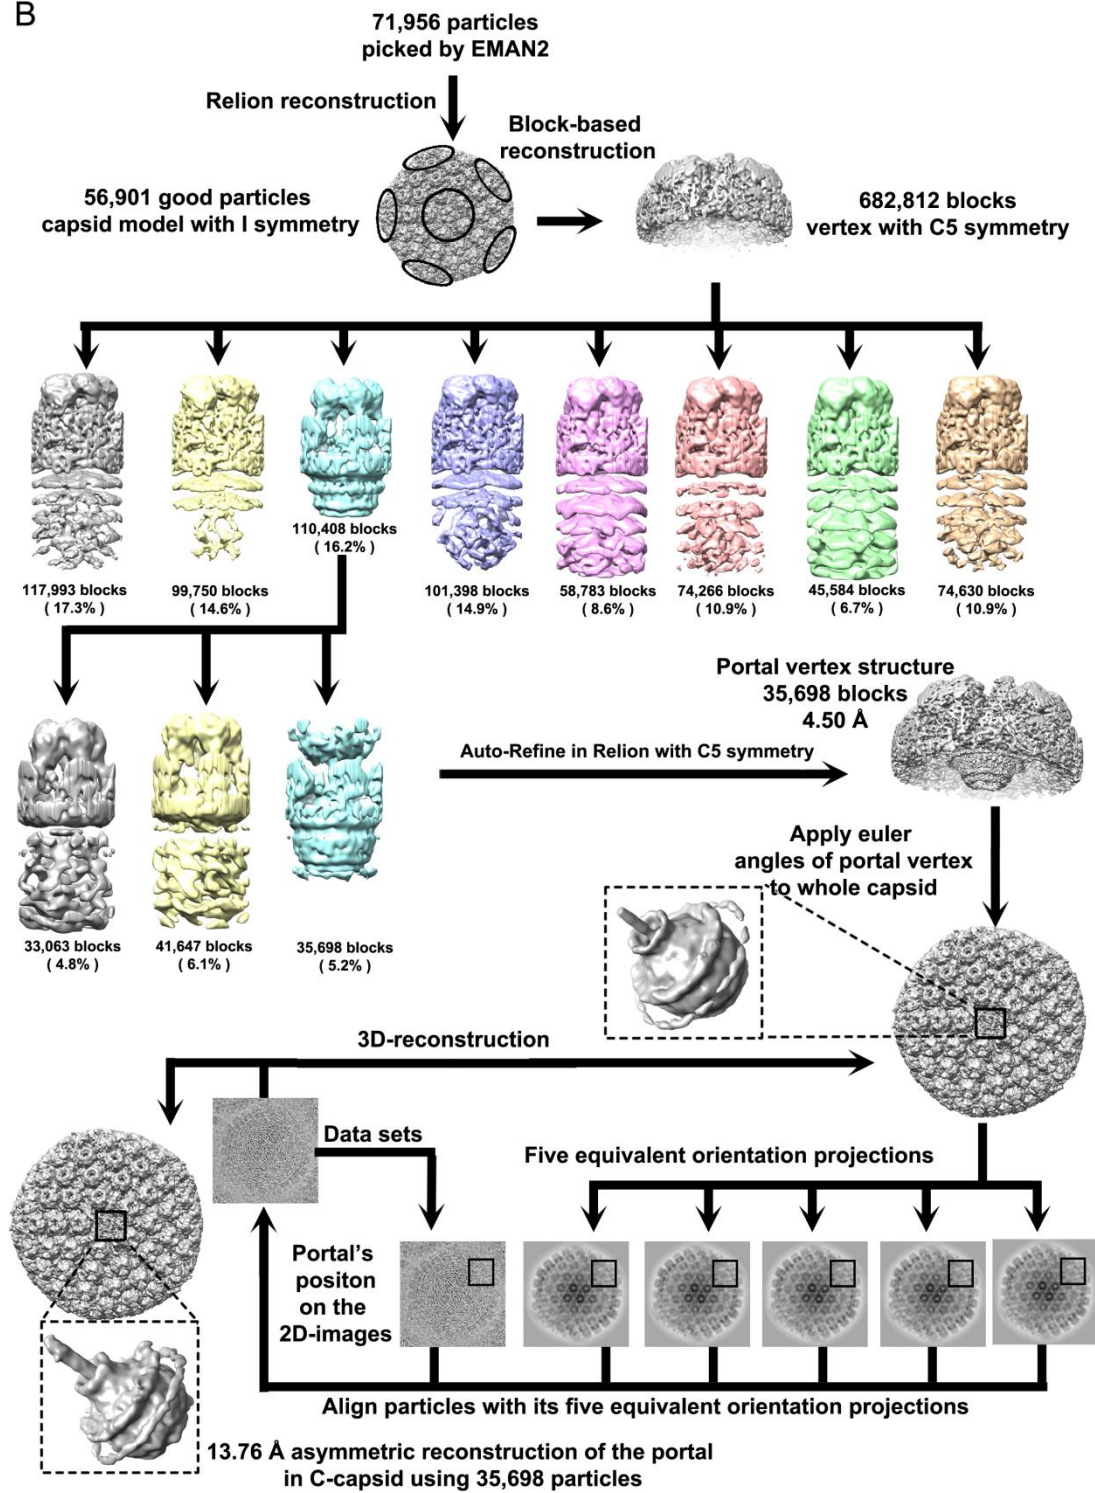 B
71,956 particles
picked by EMAN2
Relion reconstruction
Block-based
reconstruction
56,901 good particles
capsid model with I symmetry
682,812 blocks
vertex with C5 symmetry
110,408 blocks
( 16.2% )
117,993 blocks
( 17.3% )
99,750 blocks
( 14.6% )
101,398 blocks
( 14.9% )
58,783 blocks
( 8.6% )
74,266 blocks
( 10.9% )
45,584 blocks
( 6.7% )
74,630 blocks
( 10.9% )
Portal vertex structure
35,698 blocks
4.50 Å
Auto-Refine in Relion with C5 symmetry
Apply euler
angles of portal vertex
to whole capsid
33,063 blocks
( 4.8% )
41,647 blocks
( 6.1% )
35,698 blocks
( 5.2% )
3D-reconstruction
Data sets
Five equivalent orientation projections
Portal's
positon
on the
2D-images
Align particles with its five equivalent orientation projections
13.76 Å asymmetric reconstruction of the portal
in C-capsid using 35,698 particles